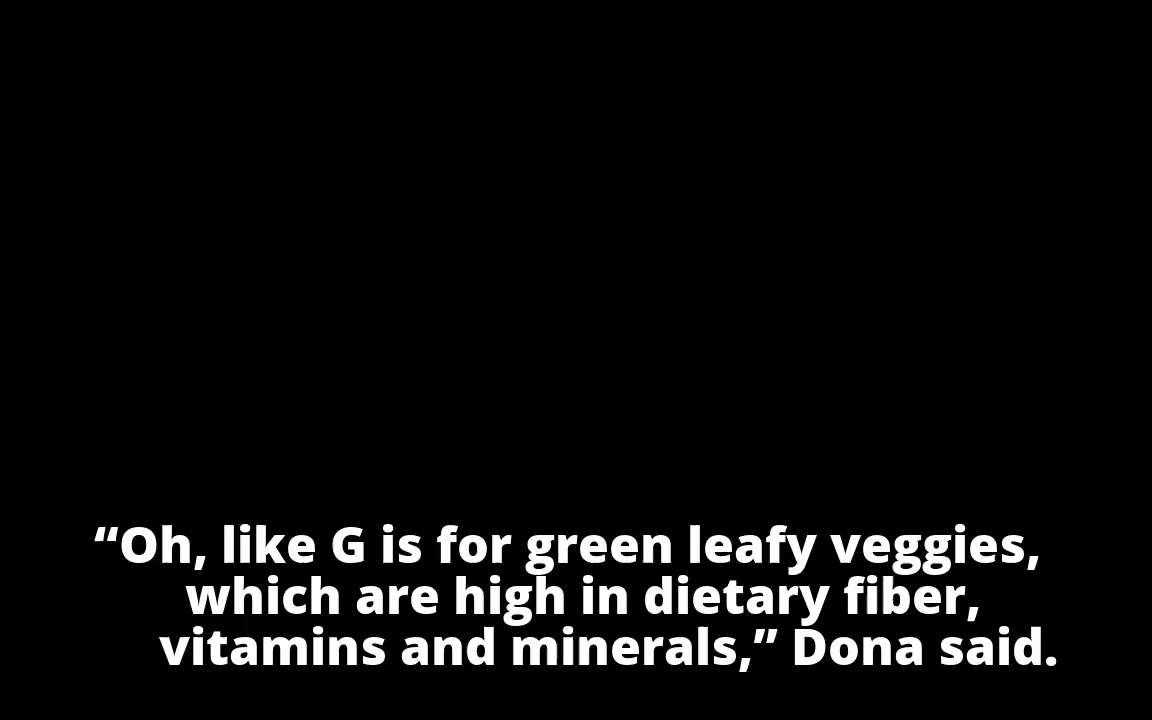 “Oh, like G is for green leafy veggies,
which are high in dietary fiber,
vitamins and minerals,” Dona said.